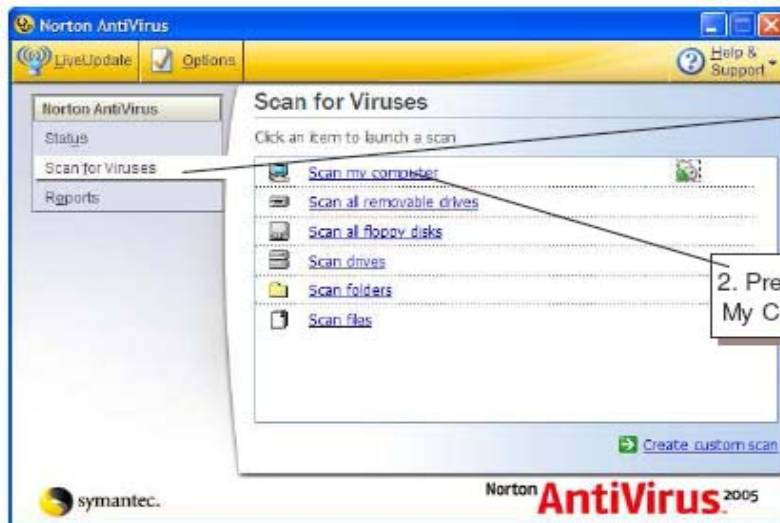 Norton AntiVirus
LiveUpdate Options Help &
Support
Norton AntiVirus
Status
Scan for Viruses
Reports
Scan for Viruses
Click an item to launch a scan
Scan my computer
Scan all removable drives
Scan all floppy disks
Scan drives
Scan folders
Scan files
2. Pre
My C
Create custom scan
symantec.
Norton AntiVirus 2005